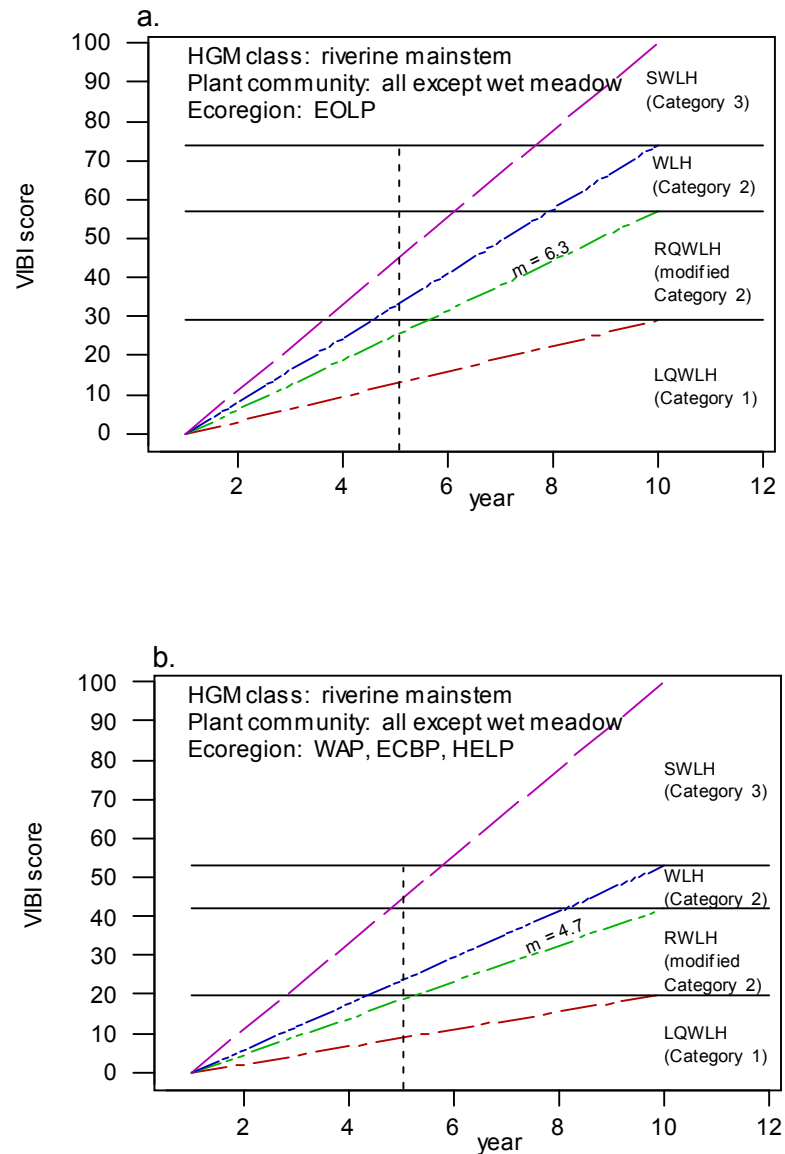 a.
HGM class: riverine mainstem
Plant community: all except wet meadow
Ecoregion: EOLP
SWLH
(Category 3)
WLH
(Category 2)
RQWLH
(modified
Category 2)
LQWLH
(Category 1)
m = 6.3
VIBI score
100
90
80
70
60
50
40
30
20
10
0
2 4 6 8 10 12
year
b.
HGM class: riverine mainstem
Plant community: all except wet meadow
Ecoregion: WAP, ECBP, HELP
SWLH
(Category 3)
WLH
(Category 2)
RWLH
(modified
Category 2)
LQWLH
(Category 1)
m = 4.7
VIBI score
100
90
80
70
60
50
40
30
20
10
0
2 4 6 8 10 12
year